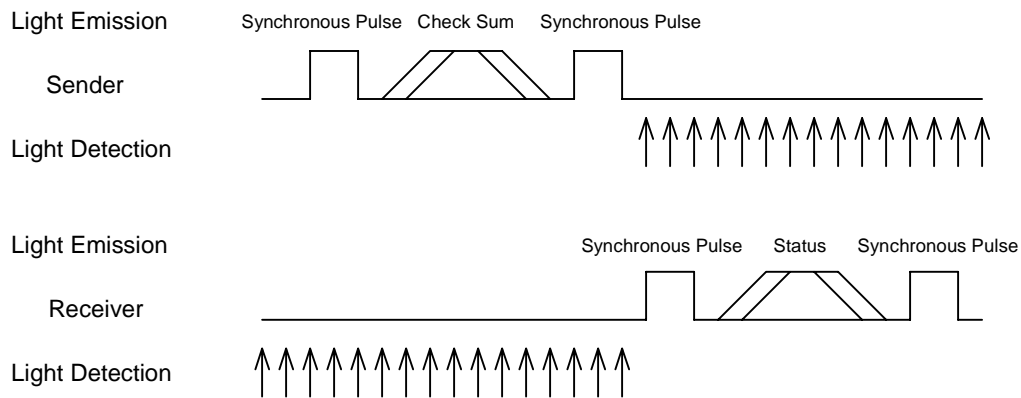 Light Emission
Synchronous Pulse Check Sum Synchronous Pulse
Sender
Light Detection
Light Emission
Synchronous Pulse Status Synchronous Pulse
Receiver
Light Detection